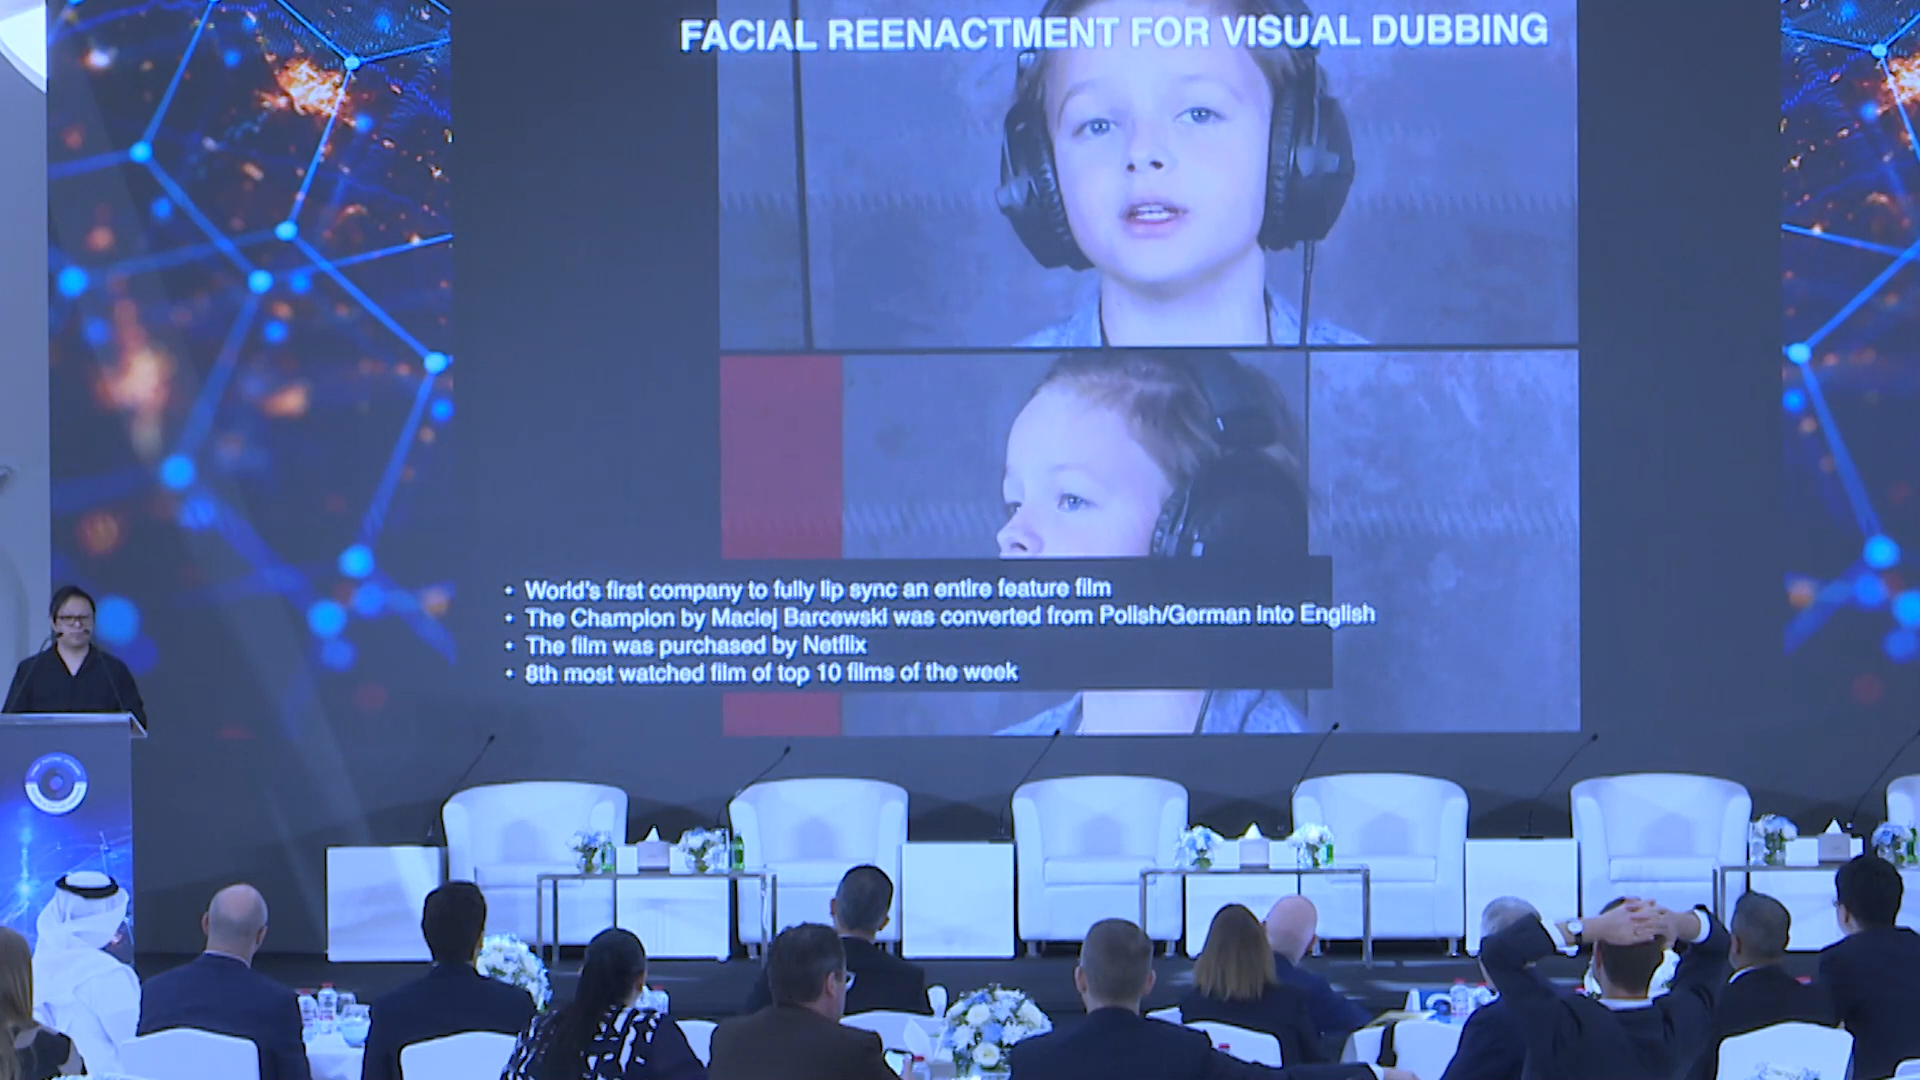 FACIAL REENACTMENT FOR VISUAL DUBBING
• World's first company to fully lip sync an entire feature film
• The Champion by Maciej Barcewski was converted from Polish/German into English
• The film was purchased by Netflix
• 8th most watched film of top 10 films of the week